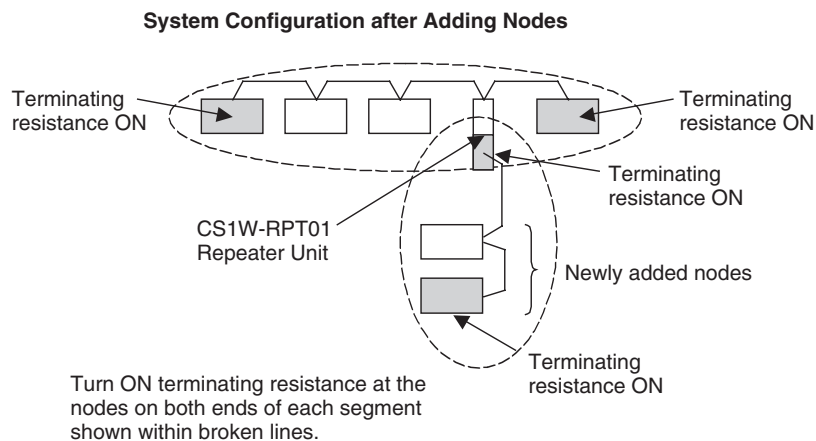 System Configuration after Adding Nodes
Terminating
resistance ON
Terminating
resistance ON
Terminating
resistance ON
CS1W-RPT01
Repeater Unit
Newly added nodes
Terminating
resistance ON
Turn ON terminating resistance at the
nodes on both ends of each segment
shown within broken lines.